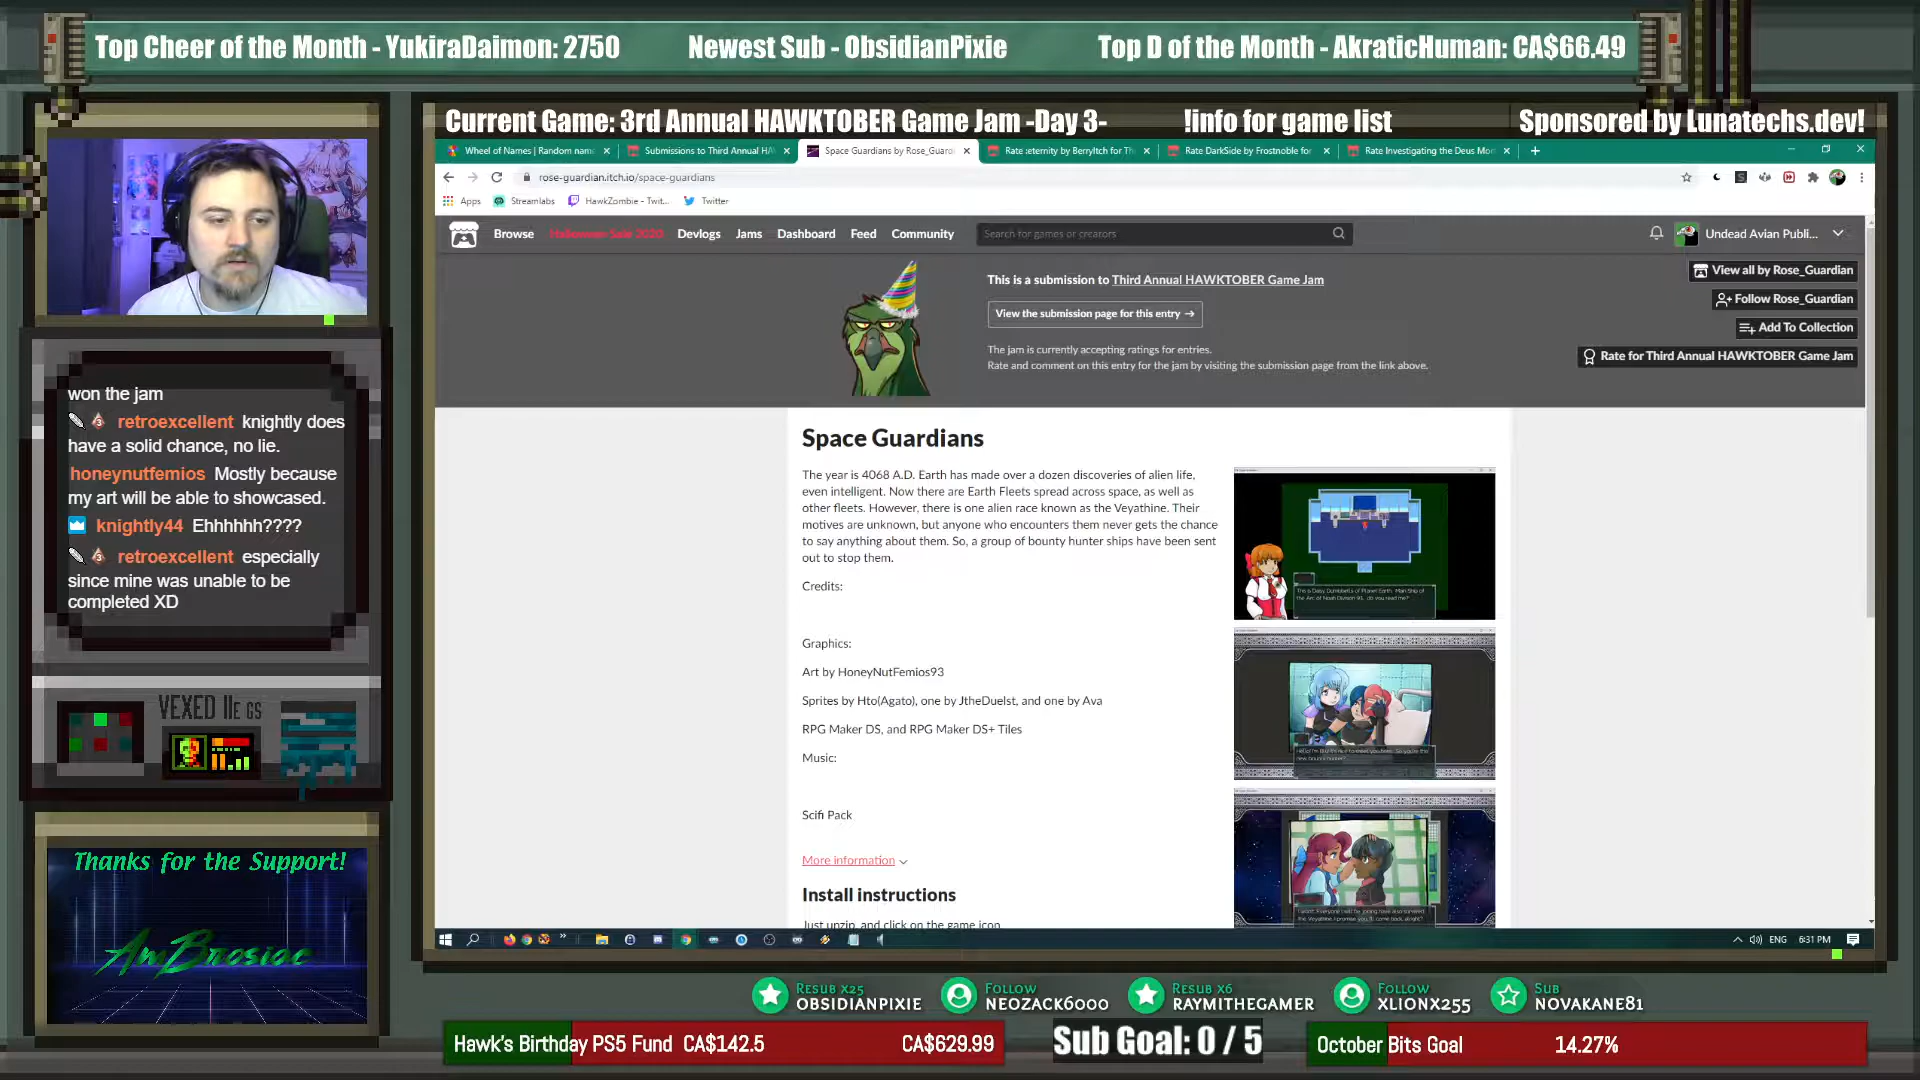 Top Cheer of the Month - YukiraDaimon: 2750
Newest Sub - ObsidianPixie
Top D of the Month - AkraticHuman: CA$66.49
Current Game: 3rd Annual HAWKTOBER Game Jam -Day 3-
!info for game list
Sponsored by Lunatechs.dev!
Wheel of Names | Random nam
Submissions to Third Annual HA
Space Guardians by Rose_Guard
Rate :eternity by BerryItch for Th
Rate DarkSide by Frostnoble for
Rate Investigating the Deus Mor
rose-guardian.itch.io/space-guardians
Apps
Streamlabs
HawkZombie - Twit...
Twitter
Browse
Halloween Sale 2020
Devlogs
Jams
Dashboard
Feed
Community
Search for games or creators
Undead Avian Publi...
This is a submission to Third Annual HAWKTOBER Game Jam
View the submission page for this entry →
The jam is currently accepting ratings for entries.
Rate and comment on this entry for the jam by visiting the submission page from the link above.
View all by Rose_Guardian
Follow Rose_Guardian
Add To Collection
Rate for Third Annual HAWKTOBER Game Jam
Space Guardians
The year is 4068 A.D. Earth has made over a dozen discoveries of alien life,
even intelligent. Now there are Earth Fleets spread across space, as well as
other fleets. However, there is one alien race known as the Veyathine. Their
motives are unknown, but anyone who encounters them never gets the chance
to say anything about them. So, a group of bounty hunter ships have been sent
out to stop them.
Credits:
Graphics:
Art by HoneyNutFemios93
Sprites by Hto(Agato), one by JtheDuelst, and one by Ava
RPG Maker DS, and RPG Maker DS+ Tiles
Music:
Scifi Pack
More information
Install instructions
Just unzip, and click on the game icon
ENG
6:31 PM
won the jam
retroexcellent knightly does
have a solid chance, no lie.
honeynutfemios Mostly because
my art will be able to showcased.
knightly44 Ehhhhhh????
retroexcellent especially
since mine was unable to be
completed XD
VEXED IIE GS
Thanks for the Support!
AmBrosiac
RESUB X25
OBSIDIANPIXIE
FOLLOW
NEOZACK6000
RESUB X6
RAYMITHEGAMER
FOLLOW
XLIONX255
SUB
NOVAKANE81
Hawk's Birthday PS5 Fund CA$142.5
CA$629.99
Sub Goal: 0 / 5
October Bits Goal
14.27%